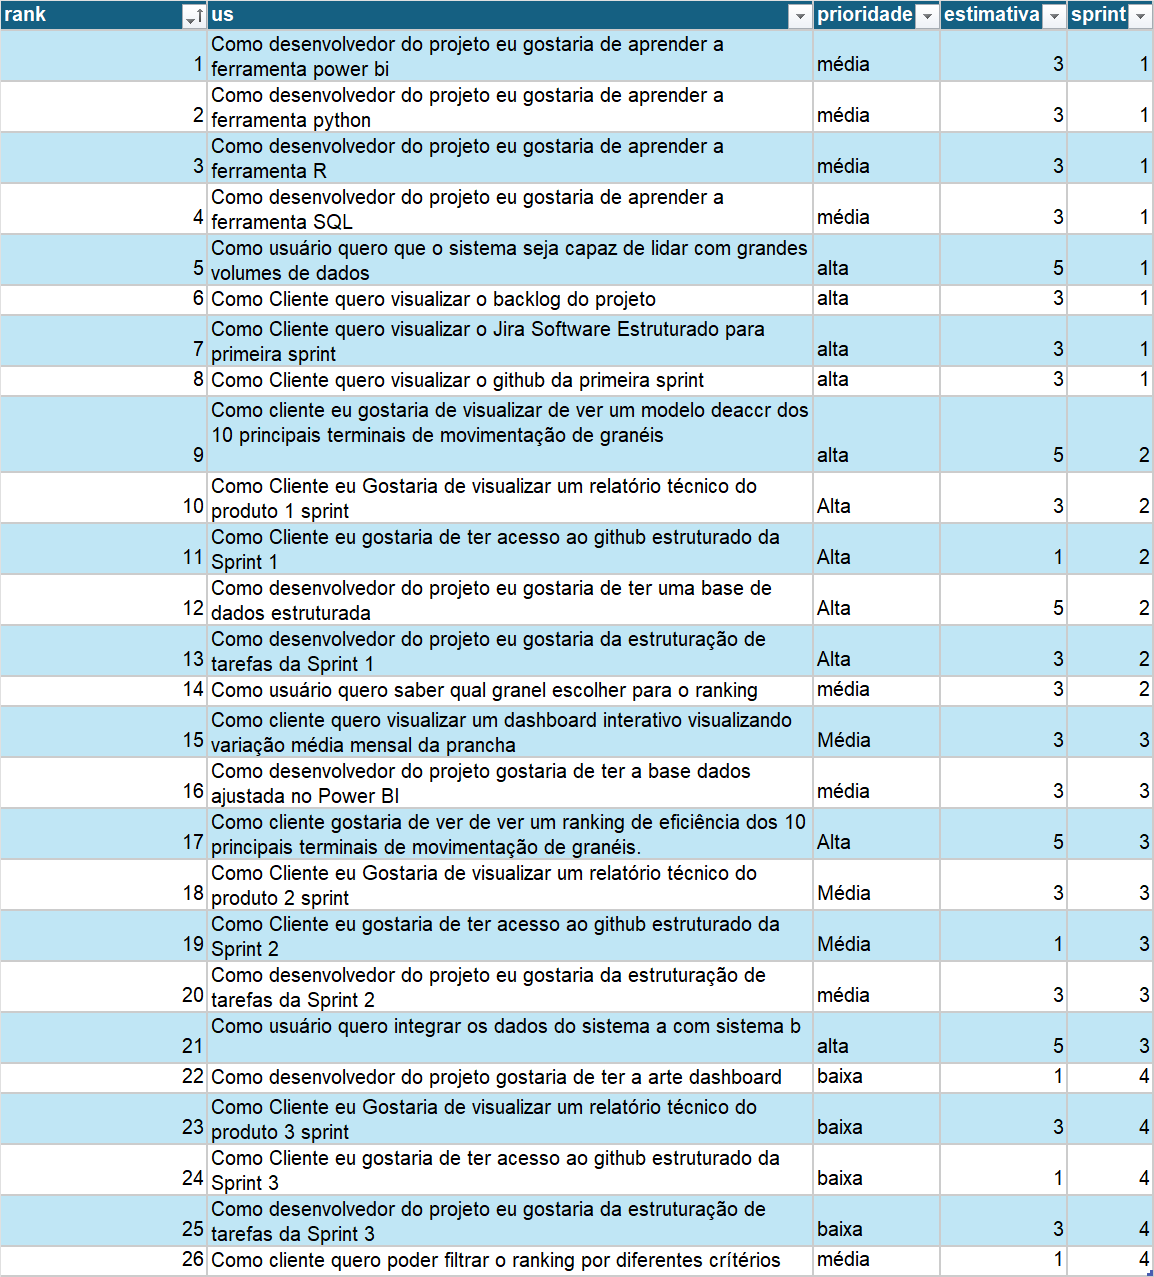 rank us prioridade estimativa sprint
Como desenvolvedor do projeto eu gostaria de aprender a
1 ferramenta power bi média 3 1
Como desenvolvedor do projeto eu gostaria de aprender a
2 ferramenta python média 3 1
Como desenvolvedor do projeto eu gostaria de aprender a
3 ferramenta R média 3 1
Como desenvolvedor do projeto eu gostaria de aprender a
4 ferramenta SQL média 3 1
Como usuário quero que o sistema seja capaz de lidar com grandes
5 volumes de dados alta 5 1
6 Como Cliente quero visualizar o backlog do projeto alta 3 1
Como Cliente quero visualizar o Jira Software Estruturado para
7 primeira sprint alta 3 1
8 Como Cliente quero visualizar o github da primeira sprint alta 3 1
Como cliente eu gostaria de visualizar de ver um modelo deaccr dos
10 principais terminais de movimentação de granéis
9 alta 5 2
Como Cliente eu Gostaria de visualizar um relatório técnico do
10 produto 1 sprint Alta 3 2
Como Cliente eu gostaria de ter acesso ao github estruturado da
11 Sprint 1 Alta 1 2
Como desenvolvedor do projeto eu gostaria de ter uma base de
12 dados estruturada Alta 5 2
Como desenvolvedor do projeto eu gostaria da estruturação de
13 tarefas da Sprint 1 Alta 3 2
14 Como usuário quero saber qual granel escolher para o ranking média 3 2
Como cliente quero visualizar um dashboard interativo visualizando
15 variação média mensal da prancha Média 3 3
Como desenvolvedor do projeto gostaria de ter a base dados
16 ajustada no Power BI média 3 3
Como cliente gostaria de ver de ver um ranking de eficiência dos 10
17 principais terminais de movimentação de granéis. Alta 5 3
Como Cliente eu Gostaria de visualizar um relatório técnico do
18 produto 2 sprint Média 3 3
Como Cliente eu gostaria de ter acesso ao github estruturado da
19 Sprint 2 Média 1 3
Como desenvolvedor do projeto eu gostaria da estruturação de
20 tarefas da Sprint 2 média 3 3
Como usuário quero integrar os dados do sistema a com sistema b
21 alta 5 3
22 Como desenvolvedor do projeto gostaria de ter a arte dashboard baixa 1 4
Como Cliente eu Gostaria de visualizar um relatório técnico do
23 produto 3 sprint baixa 3 4
Como Cliente eu gostaria de ter acesso ao github estruturado da
24 Sprint 3 baixa 1 4
Como desenvolvedor do projeto eu gostaria da estruturação de
25 tarefas da Sprint 3 baixa 3 4
26 Como cliente quero poder filtrar o ranking por diferentes crítérios média 1 4